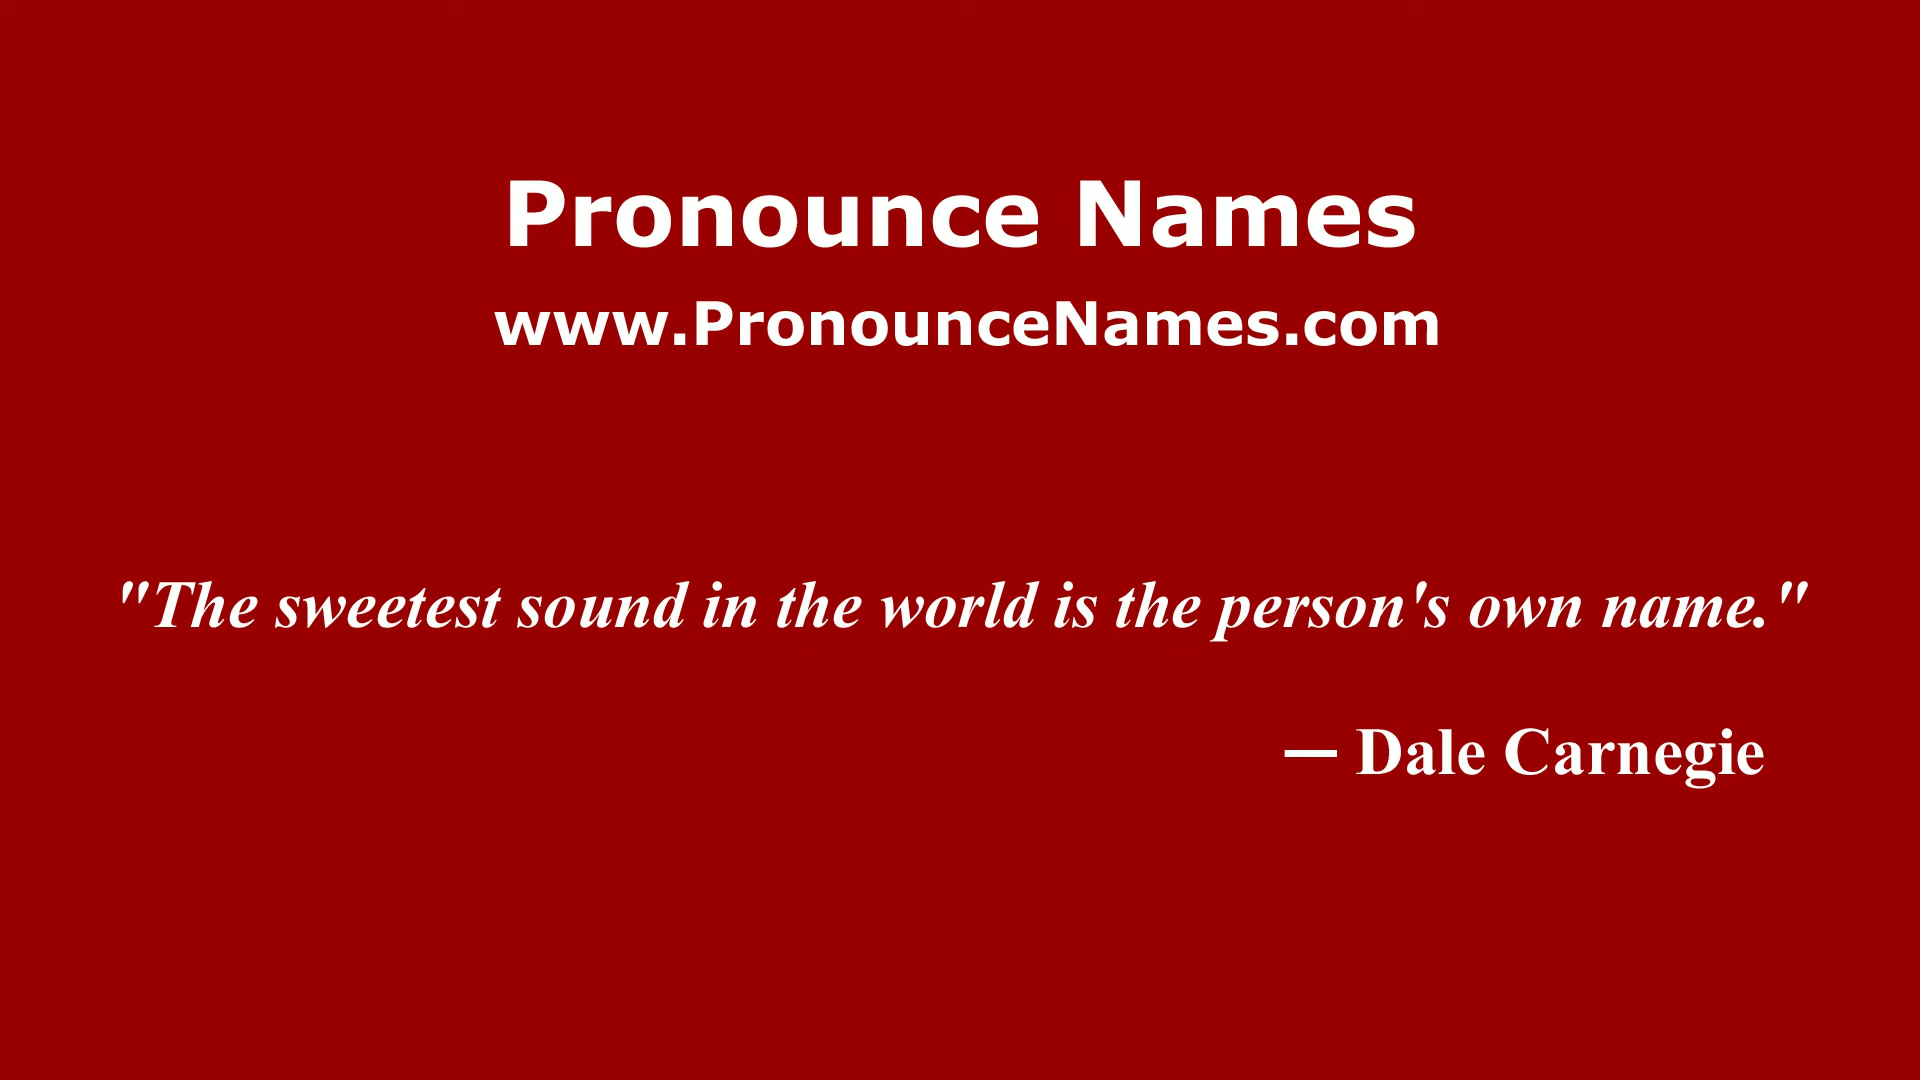 Pronounce Names
www.PronounceNames.com
"The sweetest sound in the world is the person's own name."
— Dale Carnegie